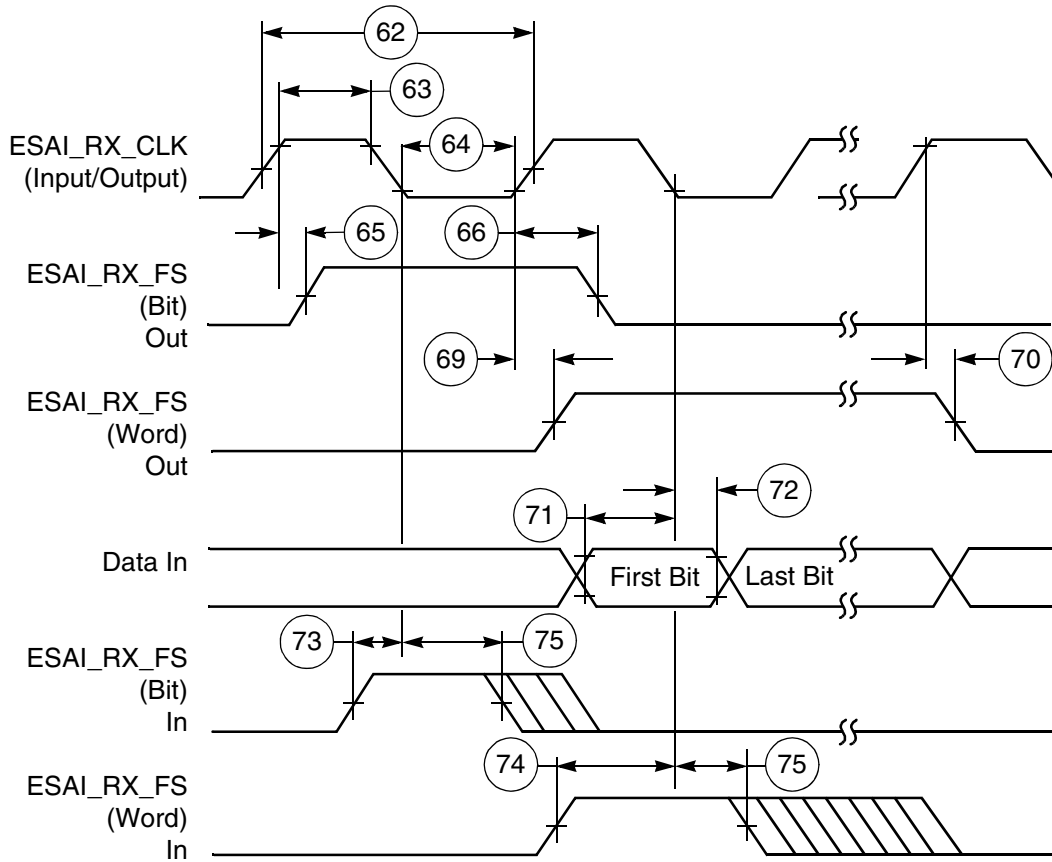 62
63
ESAI_RX_CLK
(Input/Output)
64
65
66
ESAI_RX_FS
(Bit)
Out
69
70
ESAI_RX_FS
(Word)
Out
71
72
Data In
First Bit
Last Bit
73
75
ESAI_RX_FS
(Bit)
In
74
75
ESAI_RX_FS
(Word)
In